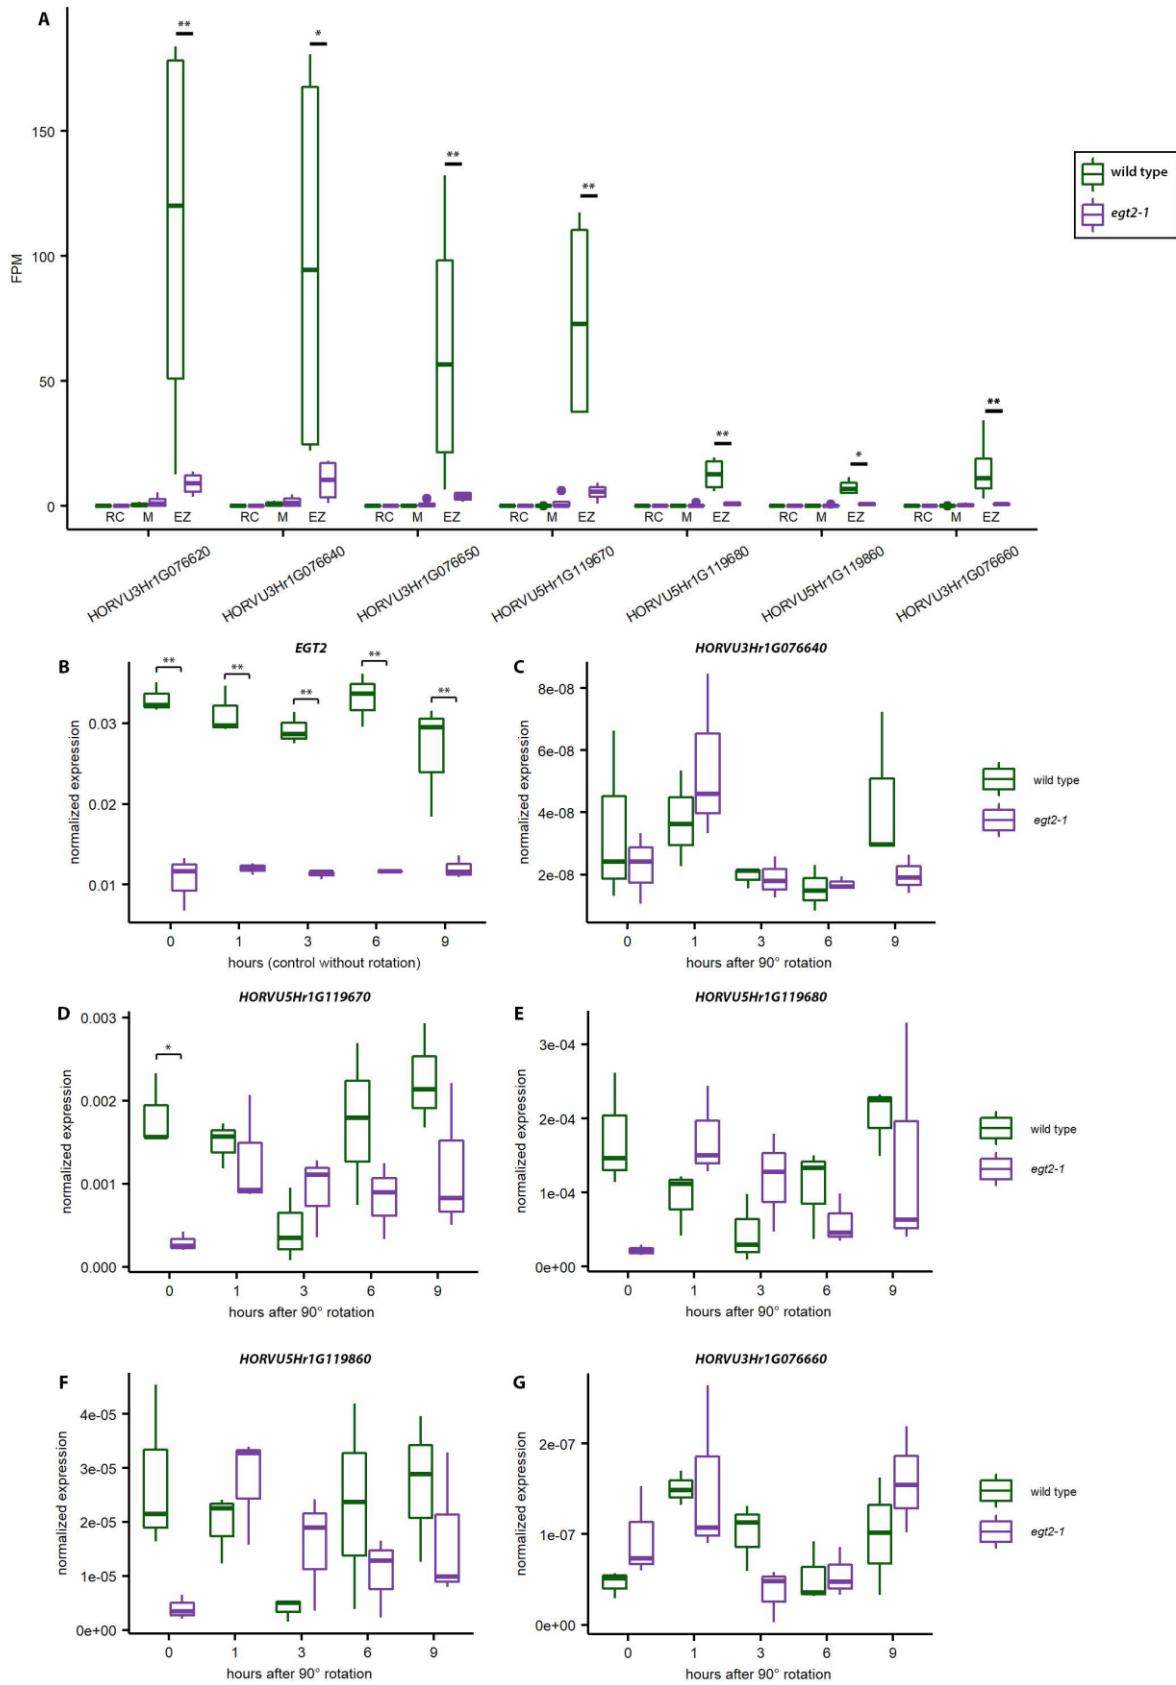 A
** * ** ** ** * **
150
100
50
0
FPM
RC M EZ RC M EZ RC M EZ RC M EZ RC M EZ RC M EZ RC M EZ
HORVU3Hr1G076620 HORVU3Hr1G076640 HORVU3Hr1G076650 HORVU5Hr1G119670 HORVU5Hr1G119680 HORVU5Hr1G119860 HORVU3Hr1G076660
wild type
egt2-1
B
EGT2
** ** ** ** **
0.03
0.02
0.01
normalized expression
0 1 3 6 9
hours (control without rotation)
C
HORVU3Hr1G076640
8e-08
6e-08
4e-08
2e-08
normalized expression
0 1 3 6 9
hours after 90° rotation
wild type
egt2-1
D
HORVU5Hr1G119670
*
0.003
0.002
0.001
0.000
normalized expression
0 1 3 6 9
hours after 90° rotation
E
HORVU5Hr1G119680
3e-04
2e-04
1e-04
0e+00
normalized expression
0 1 3 6 9
hours after 90° rotation
wild type
egt2-1
F
HORVU5Hr1G119860
4e-05
3e-05
2e-05
1e-05
0e+00
normalized expression
0 1 3 6 9
hours after 90° rotation
G
HORVU3Hr1G076660
2e-07
1e-07
0e+00
normalized expression
0 1 3 6 9
hours after 90° rotation
wild type
egt2-1